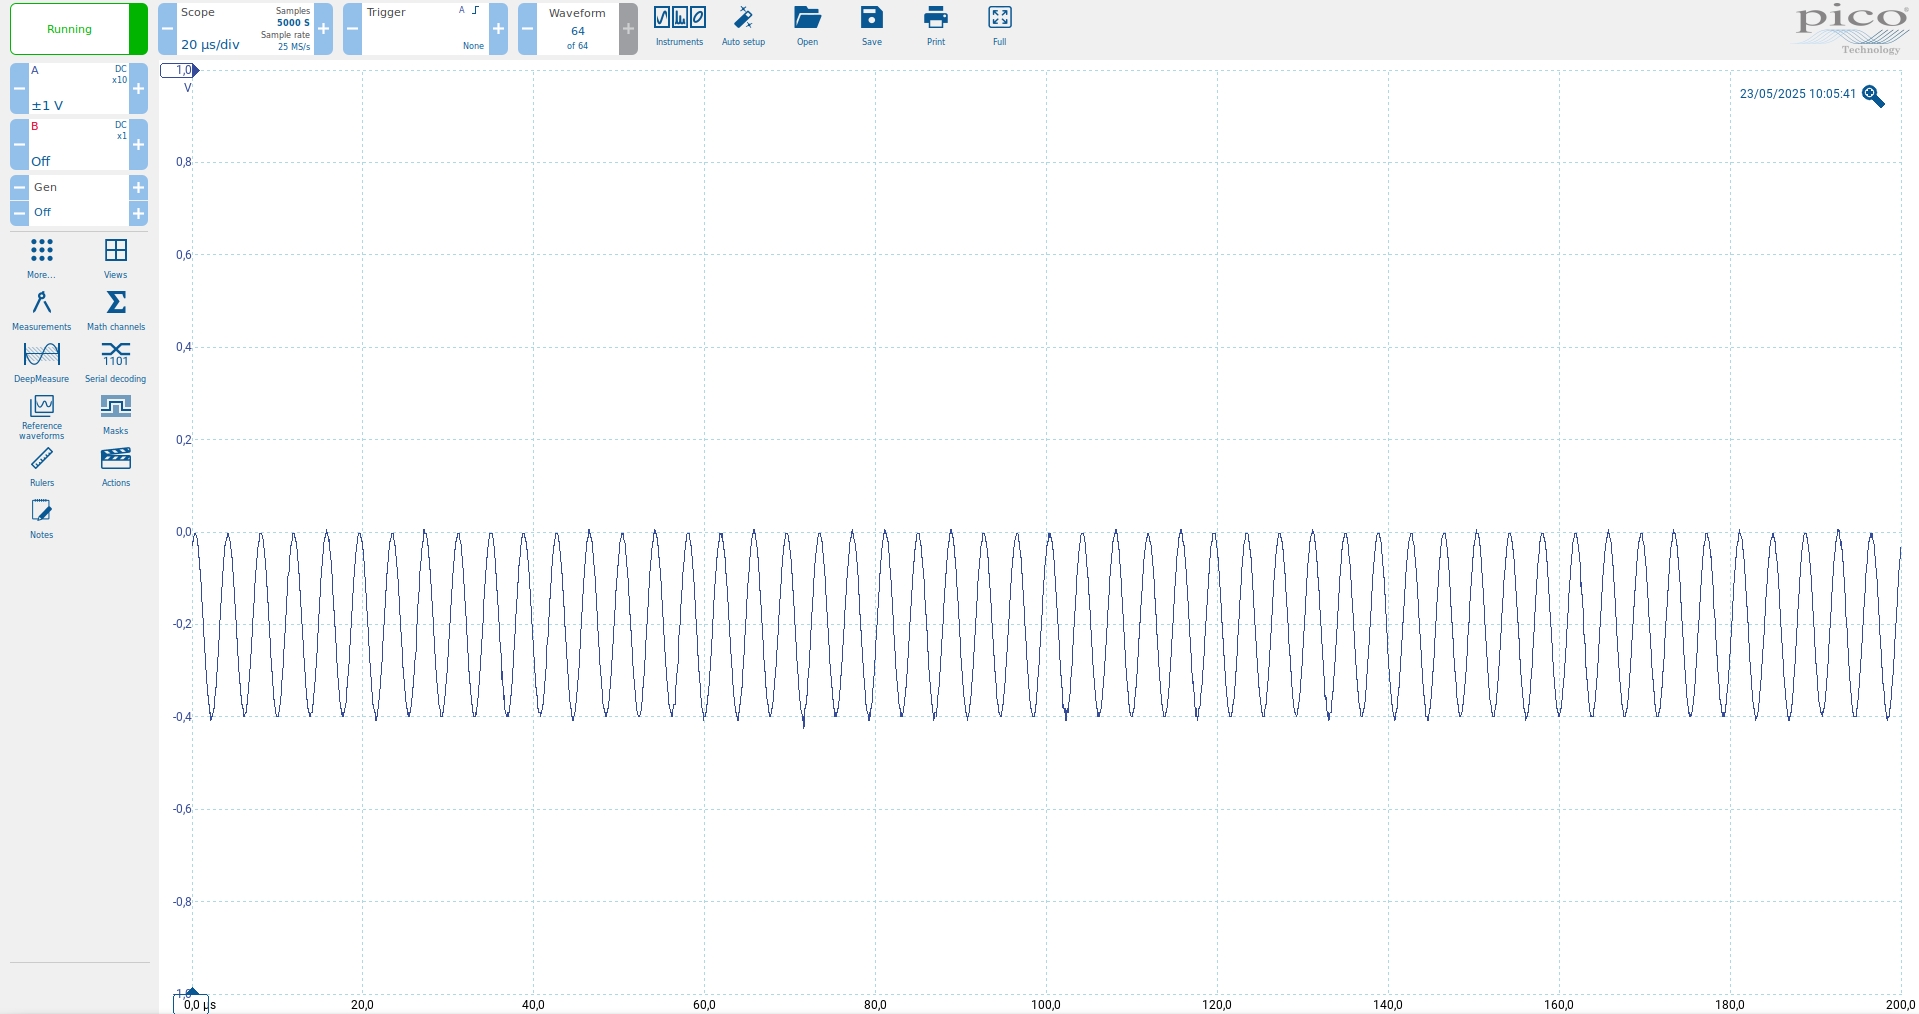 Running
Scope
Samples
5000 S
Sample rate
20 µs/div
25 MS/s
Trigger
A
None
Waveform
64
of 64
Instruments
Auto setup
Open
Save
Print
Full
pico
Technology
A
DC
x10
±1 V
B
DC
x1
Off
Gen
Off
More...
Views
Measurements
Math channels
1101
DeepMeasure
Serial decoding
Reference
waveforms
Masks
Rulers
Actions
Notes
23/05/2025 10:05:41
1,0
V
0,8
0,6
0,4
0,2
0,0
-0,2
-0,4
-0,6
-0,8
-1,0
0,0 µs
20,0
40,0
60,0
80,0
100,0
120,0
140,0
160,0
180,0
200,0